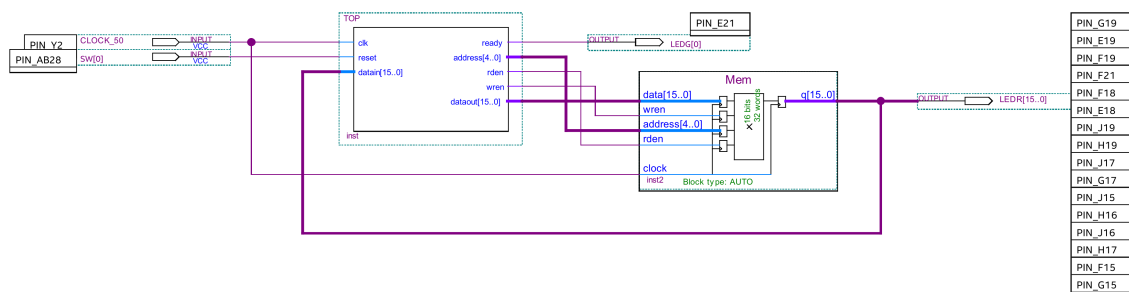 TOP
PIN_E21
PIN_G19
PIN_Y2
CLOCK_50
INPUT
VCC
clk
ready
OUTPUT
LEDG[0]
PIN_E19
PIN_AB28
SW[0]
INPUT
VCC
reset
address[4..0]
PIN_F19
datain[15..0]
rden
Mem
PIN_F21
wren
data[15..0]
q[15..0]
OUTPUT
LEDR[15..0]
PIN_F18
dataout[15..0]
wren
16 bits
×
32 words
PIN_E18
address[4..0]
PIN_J19
inst
rden
PIN_H19
PIN_J17
clock
inst2
Block type: AUTO
PIN_G17
PIN_J15
PIN_H16
PIN_J16
PIN_H17
PIN_F15
PIN_G15